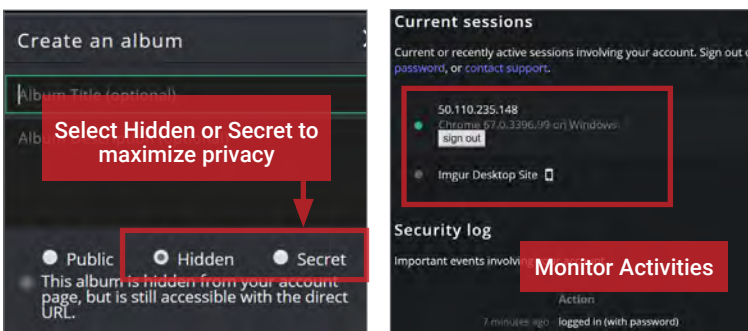 Create an album
Album Title (optional)
Select Hidden or Secret to
maximize privacy
Public Hidden Secret
This album is hidden from your account
page, but is still accessible with the direct
URL.
Current sessions
Current or recently active sessions involving your account. Sign out
password, or contact support.
50.110.235.148
Chrome 67.0.3396.99 on Windows
sign out
Imgur Desktop Site
Security log
Important events involving your account.
Monitor Activities
Action
7 minutes ago logged in (with password)